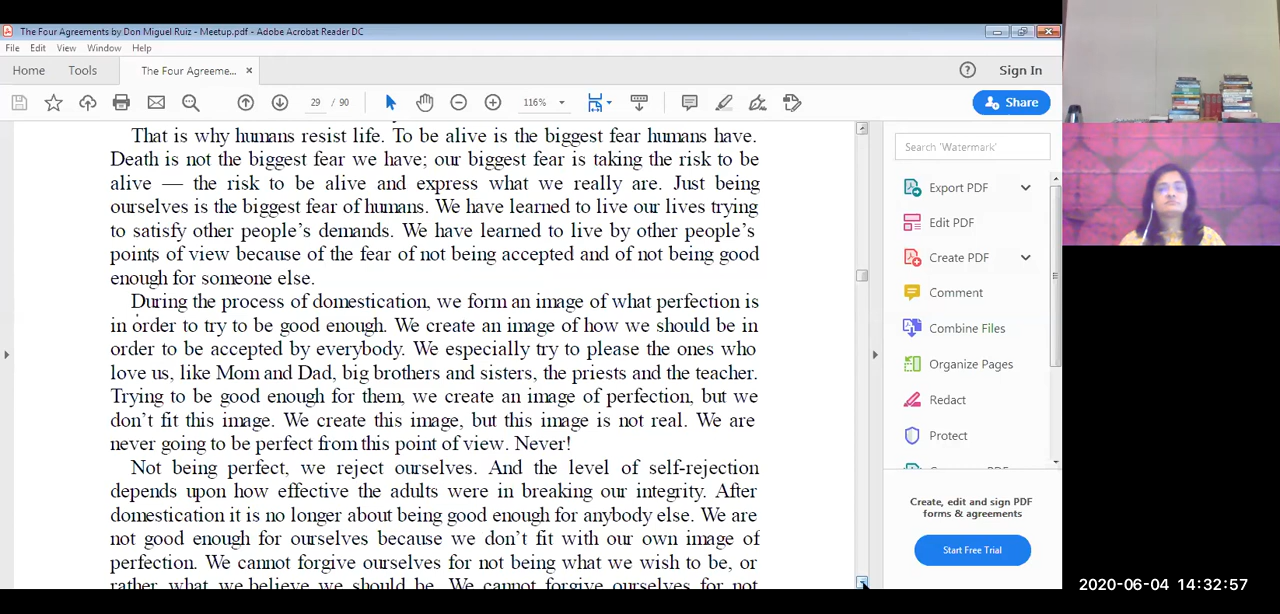 The Four Agreements by Don Miguel Ruiz - Meetup.pdf - Adobe Acrobat Reader DC
File Edit View Window Help
Home Tools The Four Agreeme... × Sign In
29 / 90 116% Share
That is why humans resist life. To be alive is the biggest fear humans have.
Death is not the biggest fear we have; our biggest fear is taking the risk to be
alive — the risk to be alive and express what we really are. Just being
ourselves is the biggest fear of humans. We have learned to live our lives trying
to satisfy other people's demands. We have learned to live by other people's
points of view because of the fear of not being accepted and of not being good
enough for someone else.
During the process of domestication, we form an image of what perfection is
in order to try to be good enough. We create an image of how we should be in
order to be accepted by everybody. We especially try to please the ones who
love us, like Mom and Dad, big brothers and sisters, the priests and the teacher.
Trying to be good enough for them, we create an image of perfection, but we
don't fit this image. We create this image, but this image is not real. We are
never going to be perfect from this point of view. Never!
Not being perfect, we reject ourselves. And the level of self-rejection
depends upon how effective the adults were in breaking our integrity. After
domestication it is no longer about being good enough for anybody else. We are
not good enough for ourselves because we don't fit with our own image of
perfection. We cannot forgive ourselves for not being what we wish to be, or
rather what we believe we should be. We cannot forgive ourselves for not
Search 'Watermark'
Export PDF
Edit PDF
Create PDF
Comment
Combine Files
Organize Pages
Redact
Protect
Create, edit and sign PDF
forms & agreements
Start Free Trial
2020-06-04 14:32:57